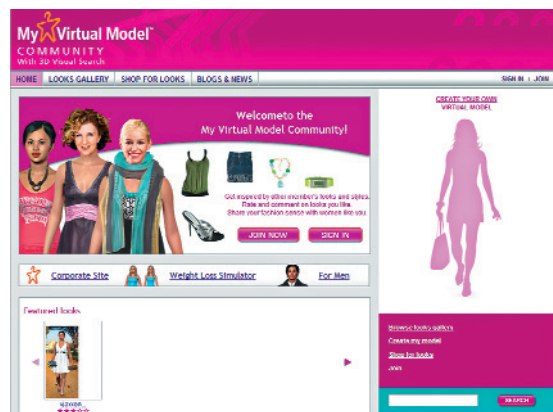 My Virtual Model™
COMMUNITY
With 3D Visual Search
HOME LOOKS GALLERY SHOP FOR LOOKS BLOGS & NEWS SIGN IN | JOIN
Welcometo the
My Virtual Model Community!
Get inspired by other member's looks and styles.
Rate and comment on looks you like.
Share your fashion sense with women like you.
JOIN NOW SIGN IN
CREATE YOUR OWN
VIRTUAL MODEL
Corporate Site Weight Loss Simulator For Men
Featured looks
Browse looks gallery
Create my model
Shop for looks
Join
SEARCH